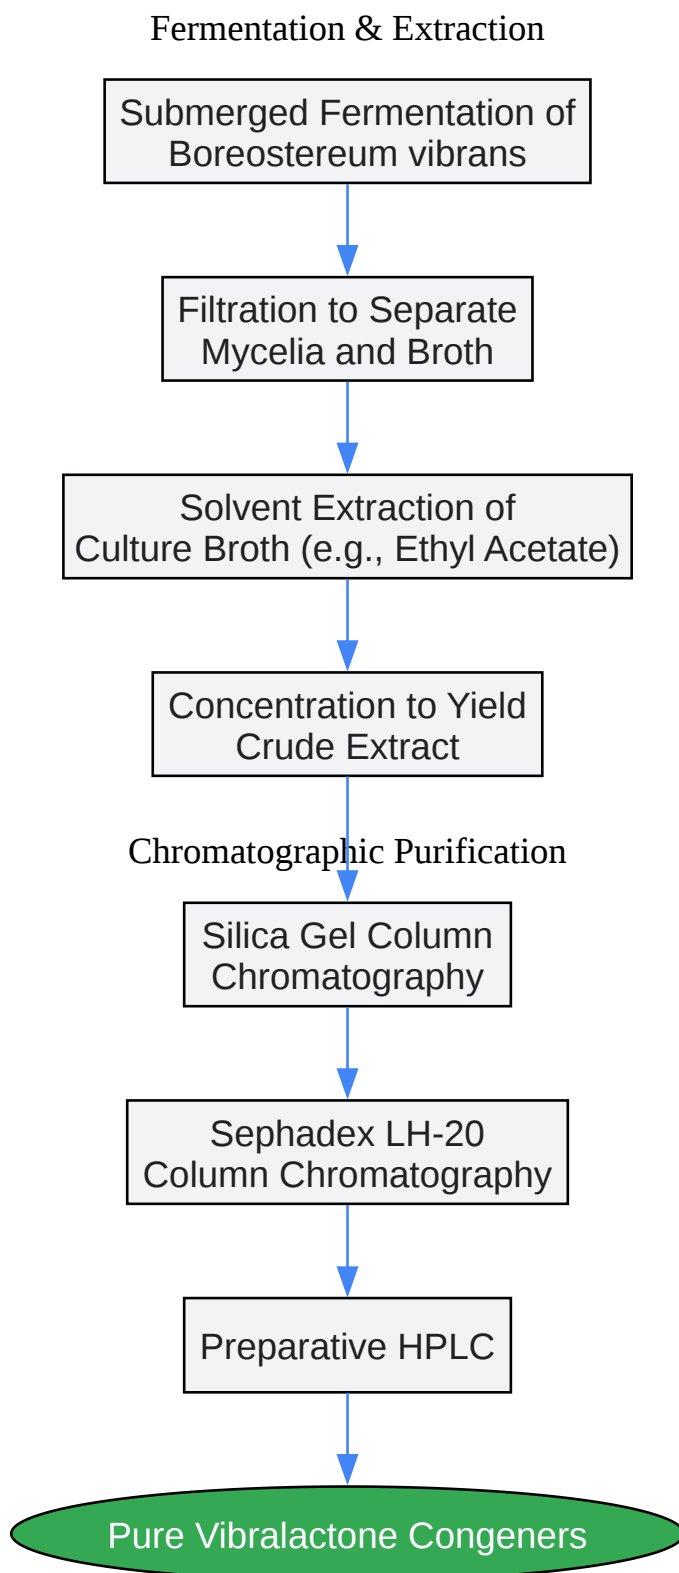 Fermentation & Extraction
Submerged Fermentation of
Boreostereum vibrans
Filtration to Separate
Mycelia and Broth
Solvent Extraction of
Culture Broth (e.g., Ethyl Acetate)
Concentration to Yield
Crude Extract
Chromatographic Purification
Silica Gel Column
Chromatography
Sephadex LH-20
Column Chromatography
Preparative HPLC
Pure Vibralactone Congeners